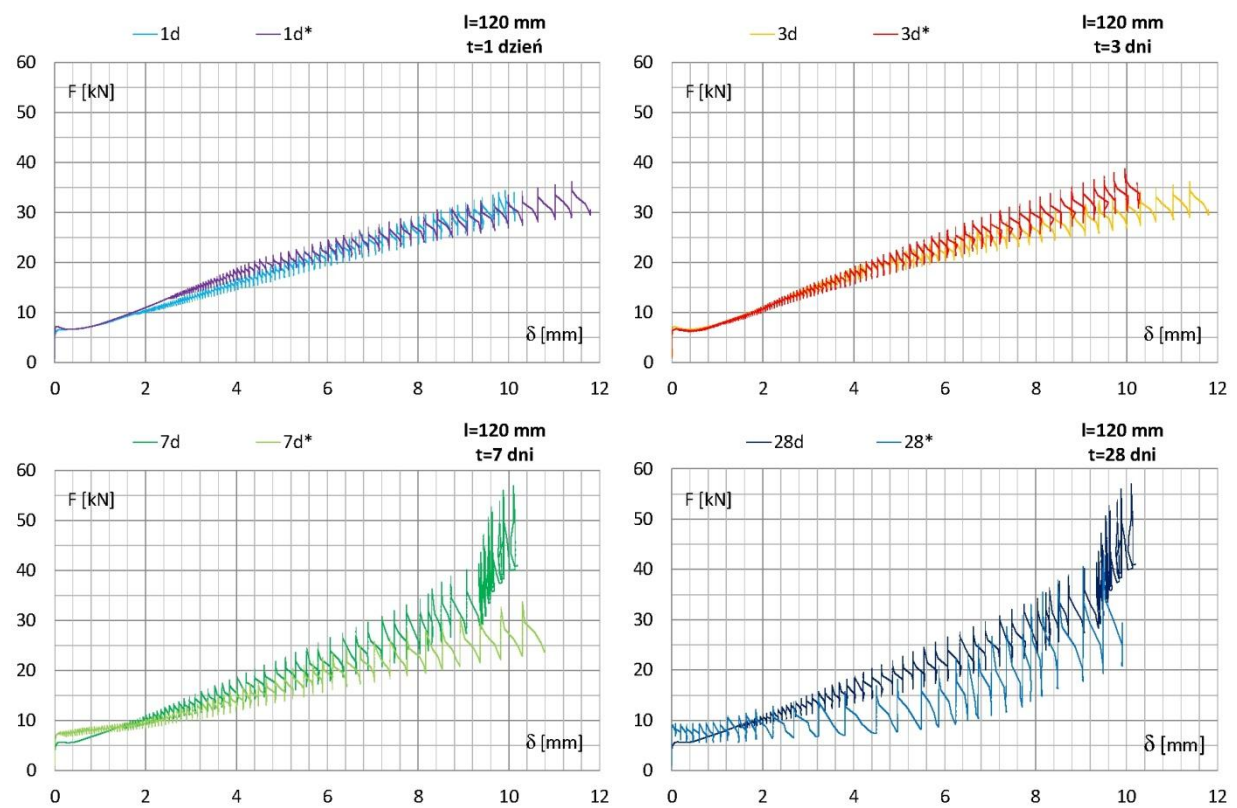 1d 1d* l=120 mm
t=1 dzień
60
F [kN]
50
40
30
20
10
δ [mm]
0
0 2 4 6 8 10 12
3d 3d* l=120 mm
t=3 dni
60
F [kN]
50
40
30
20
10
δ [mm]
0
0 2 4 6 8 10 12
7d 7d* l=120 mm
t=7 dni
60
F [kN]
50
40
30
20
10
δ [mm]
0
0 2 4 6 8 10 12
28d 28* l=120 mm
t=28 dni
60
F [kN]
50
40
30
20
10
δ [mm]
0
0 2 4 6 8 10 12